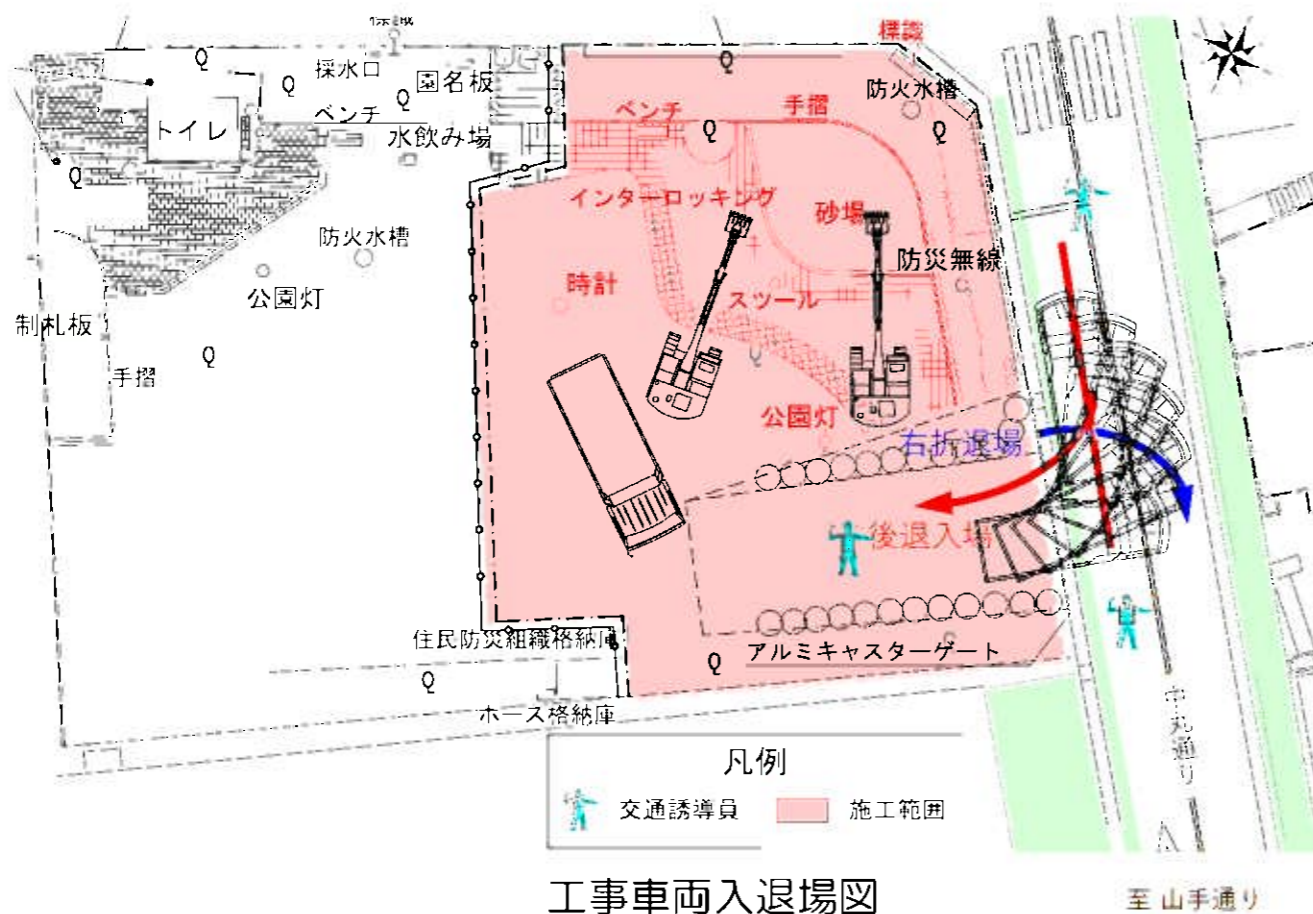 標識
Q
採水口
園名板
Q
Q
ベンチ
トイレ
水飲み場
Q
防火水槽
公園灯
制札板
Q
手摺
標識
Q
防火水槽
ベンチ
手摺
Q
Q
インターロッキング
砂場
防災無線
時計
スツール
公園灯
右折退場
後退入場
住民防災組織格納庫
アルミキャスターゲート
Q
Q
ホース格納庫
中丸通り
凡例
交通誘導員
施工範囲
工事車両入退場図
至 山手通り